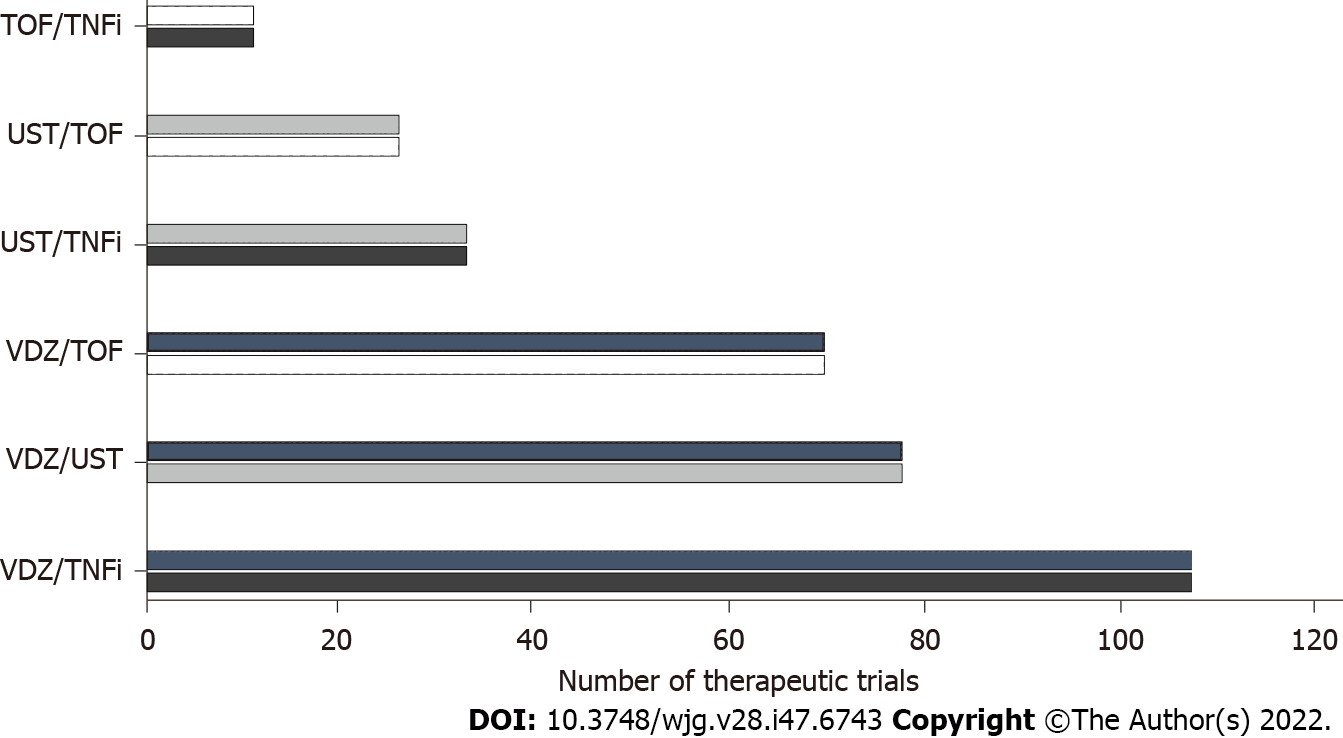 TOF/TNFi
UST/TOF
UST/TNFi
VDZ/TOF
VDZ/UST
VDZ/TNFi
0 20 40 60 80 100 120
Number of therapeutic trials
DOI: 10.3748/wjg.v28.i47.6743 Copyright ©The Author(s) 2022.